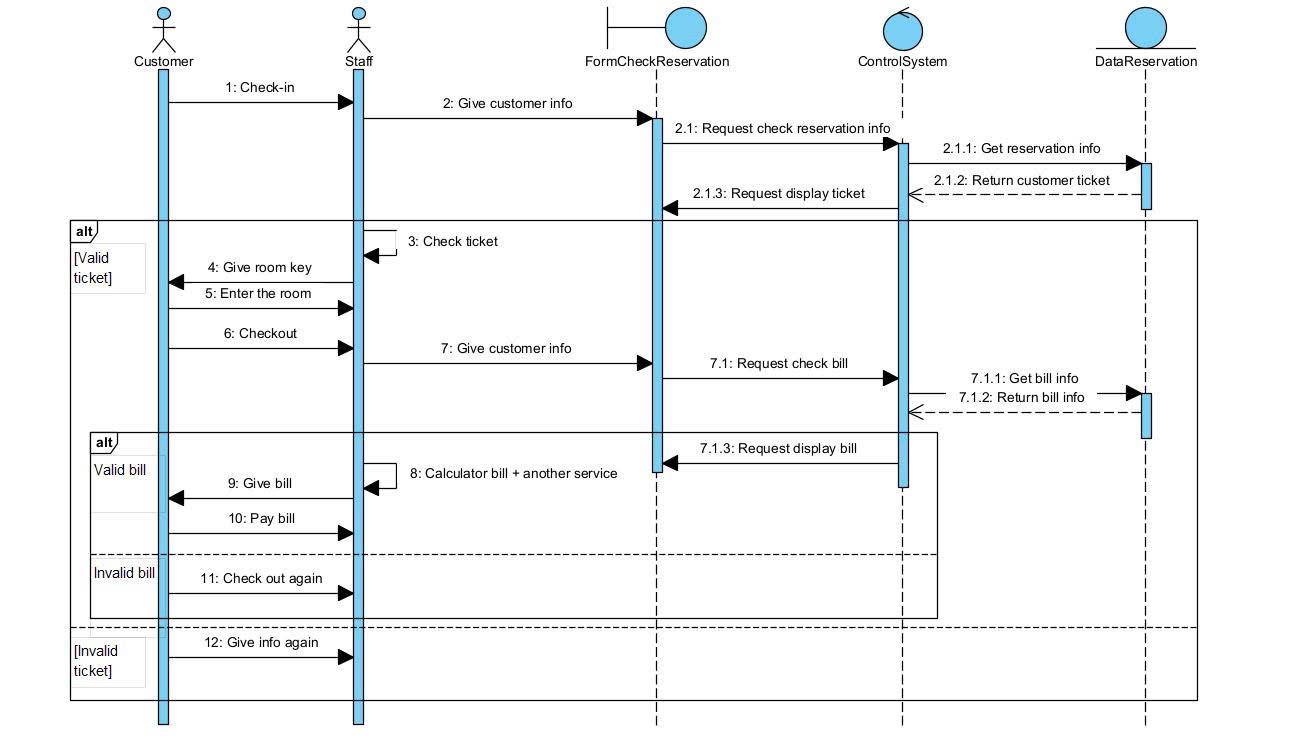 Customer
Staff
FormCheckReservation
ControlSystem
DataReservation
1: Check-in
2: Give customer info
2.1: Request check reservation info
2.1.1: Get reservation info
2.1.2: Return customer ticket
2.1.3: Request display ticket
alt
[Valid
ticket]
3: Check ticket
4: Give room key
5: Enter the room
6: Checkout
7: Give customer info
7.1: Request check bill
7.1.1: Get bill info
7.1.2: Return bill info
alt
7.1.3: Request display bill
Valid bill
8: Calculator bill + another service
9: Give bill
10: Pay bill
Invalid bill
11: Check out again
12: Give info again
[Invalid
ticket]